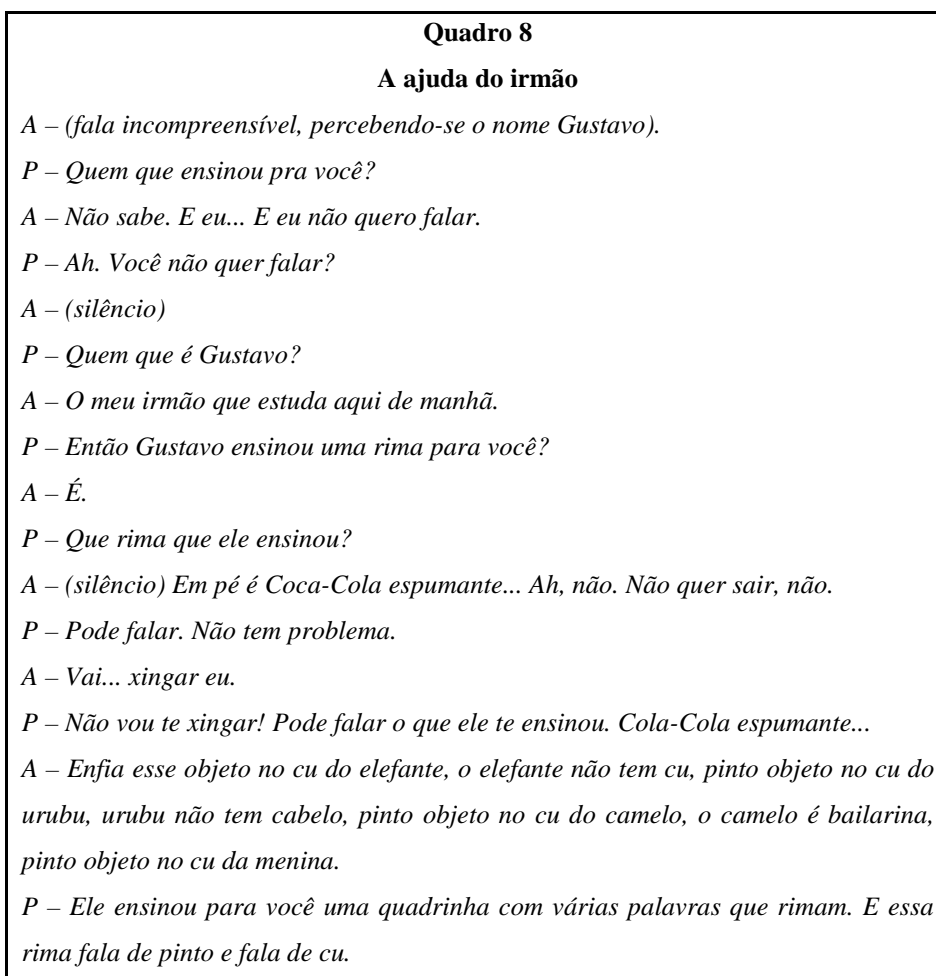 Quadro 8
A ajuda do irmão
A – (fala incompreensível, percebendo-se o nome Gustavo).
P – Quem que ensinou pra você?
A – Não sabe. E eu... E eu não quero falar.
P – Ah. Você não quer falar?
A – (silêncio)
P – Quem que é Gustavo?
A – O meu irmão que estuda aqui de manhã.
P – Então Gustavo ensinou uma rima para você?
A – É.
P – Que rima que ele ensinou?
A – (silêncio) Em pé é Coca-Cola espumante... Ah, não. Não quer sair, não.
P – Pode falar. Não tem problema.
A – Vai... xingar eu.
P – Não vou te xingar! Pode falar o que ele te ensinou. Cola-Cola espumante...
A – Enfia esse objeto no cu do elefante, o elefante não tem cu, pinto objeto no cu do
urubu, urubu não tem cabelo, pinto objeto no cu do camelo, o camelo é bailarina,
pinto objeto no cu da menina.
P – Ele ensinou para você uma quadrinha com várias palavras que rimam. E essa
rima fala de pinto e fala de cu.